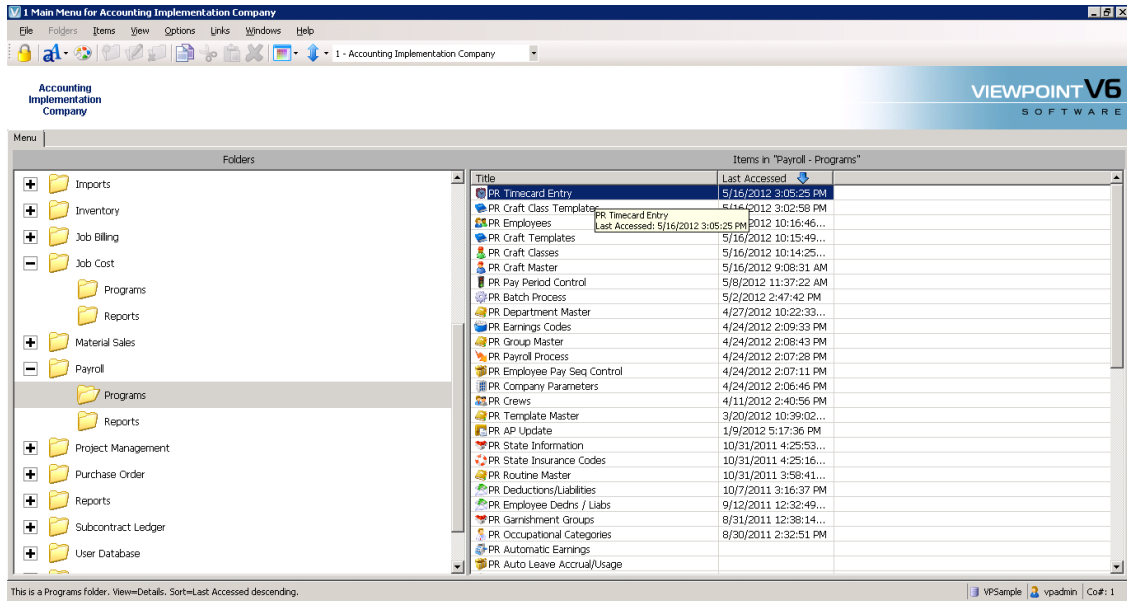 1 Main Menu for Accounting Implementation Company
File Folders Items View Options Links Windows Help
1 - Accounting Implementation Company
Accounting
Implementation
Company
VIEWPOINT V6
SOFTWARE
Menu
Folders
Items in "Payroll - Programs"
Imports
Inventory
Job Billing
Job Cost
Programs
Reports
Material Sales
Payroll
Programs
Reports
Project Management
Purchase Order
Reports
Subcontract Ledger
User Database
Title Last Accessed
PR Timecard Entry 5/16/2012 3:05:25 PM
PR Craft Class Templates 5/16/2012 3:02:58 PM
PR Timecard Entry
Last Accessed: 5/16/2012 3:05:25 PM
PR Employees 2012 10:16:46...
PR Craft Templates 5/16/2012 10:15:49...
PR Craft Classes 5/16/2012 10:14:25...
PR Craft Master 5/16/2012 9:08:31 AM
PR Pay Period Control 5/8/2012 11:37:22 AM
PR Batch Process 5/2/2012 2:47:42 PM
PR Department Master 4/27/2012 10:22:33...
PR Earnings Codes 4/24/2012 2:09:33 PM
PR Group Master 4/24/2012 2:08:43 PM
PR Payroll Process 4/24/2012 2:07:28 PM
PR Employee Pay Seq Control 4/24/2012 2:07:11 PM
PR Company Parameters 4/24/2012 2:06:46 PM
PR Crews 4/11/2012 2:40:56 PM
PR Template Master 3/20/2012 10:39:02...
PR AP Update 1/9/2012 5:17:36 PM
PR State Information 10/31/2011 4:25:53...
PR State Insurance Codes 10/31/2011 4:25:16...
PR Routine Master 10/31/2011 3:58:41...
PR Deductions/Liabilities 10/7/2011 3:16:37 PM
PR Employee Dedns / Liabs 9/12/2011 12:32:49...
PR Garnishment Groups 8/31/2011 12:38:14...
PR Occupational Categories 8/30/2011 2:32:51 PM
PR Automatic Earnings
PR Auto Leave Accrual/Usage
This is a Programs folder. View=Details. Sort=Last Accessed descending.
VPSample vpadmin Co#: 1